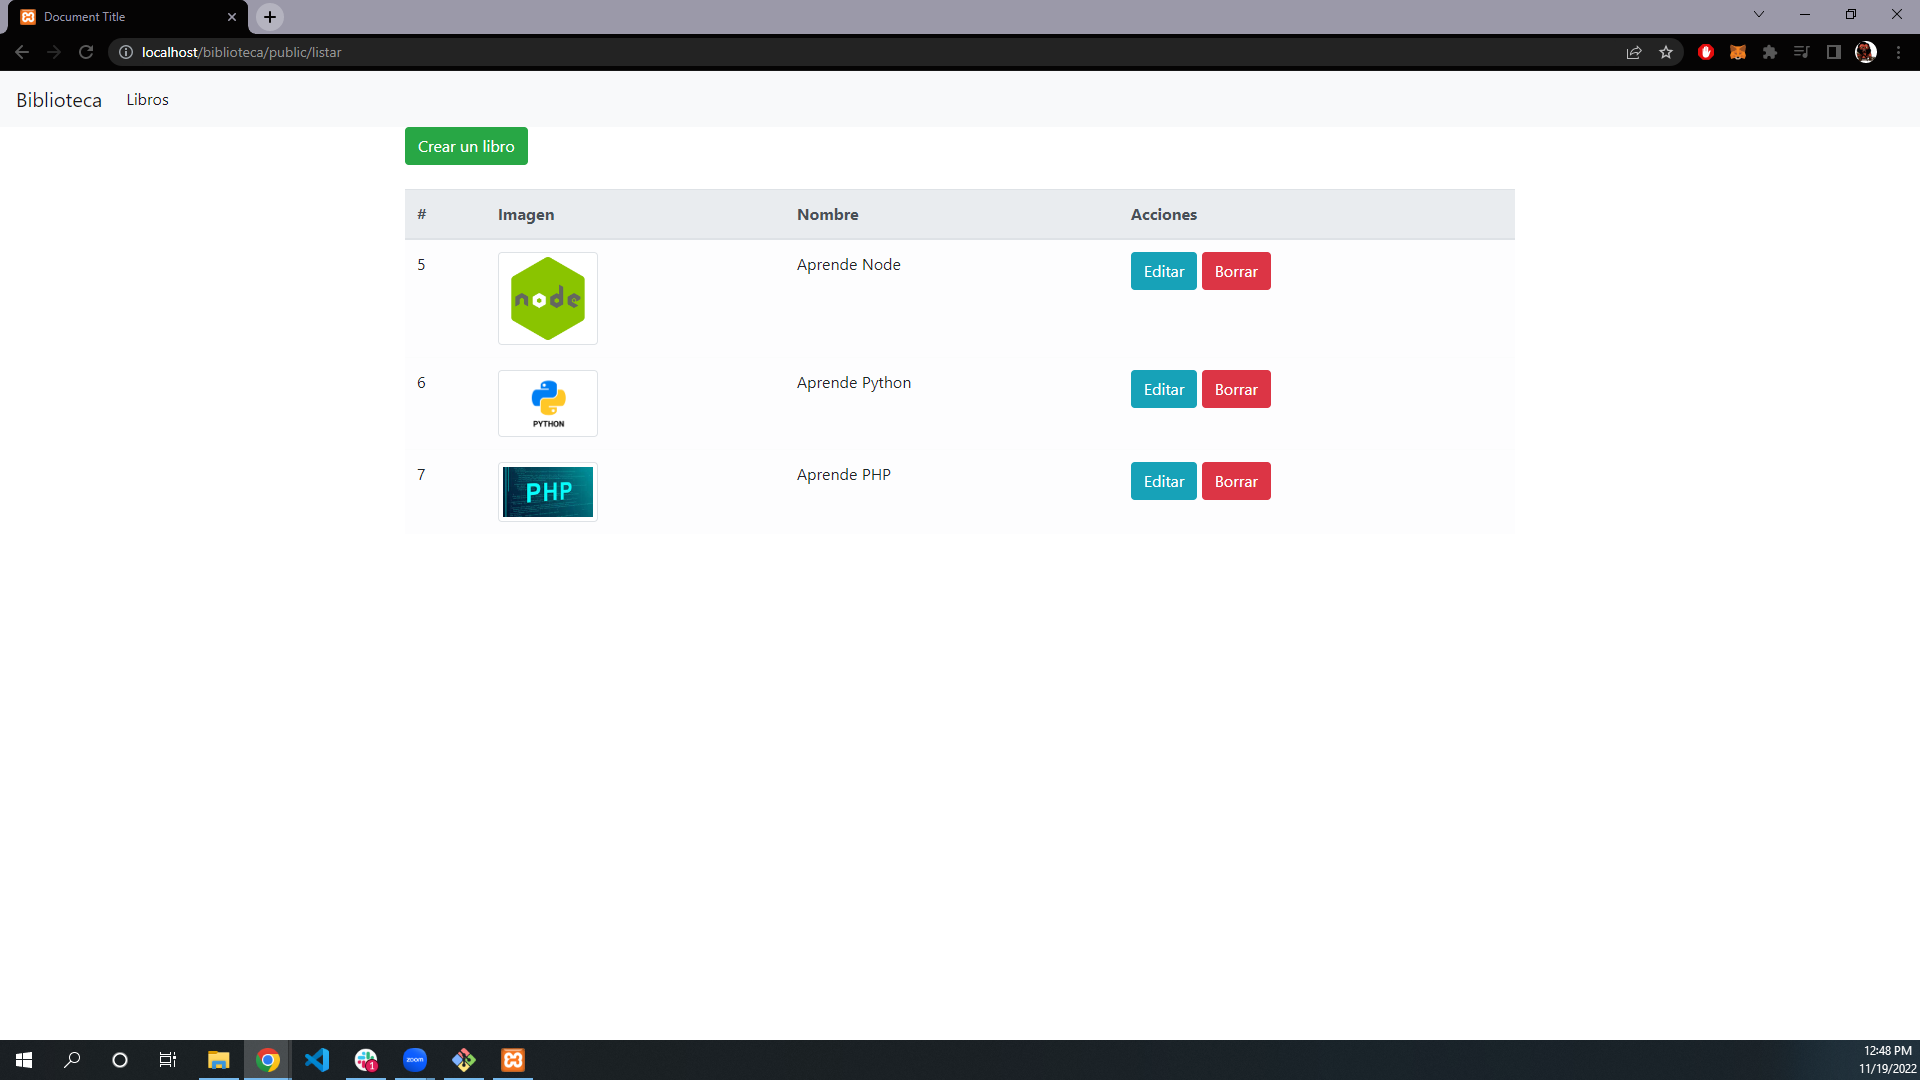 Document Title
localhost/biblioteca/public/listar
Biblioteca Libros
Crear un libro
# Imagen Nombre Acciones
5 node Aprende Node Editar Borrar
6 PYTHON Aprende Python Editar Borrar
7 PHP Aprende PHP Editar Borrar
1 zoom
12:48 PM
11/19/2022